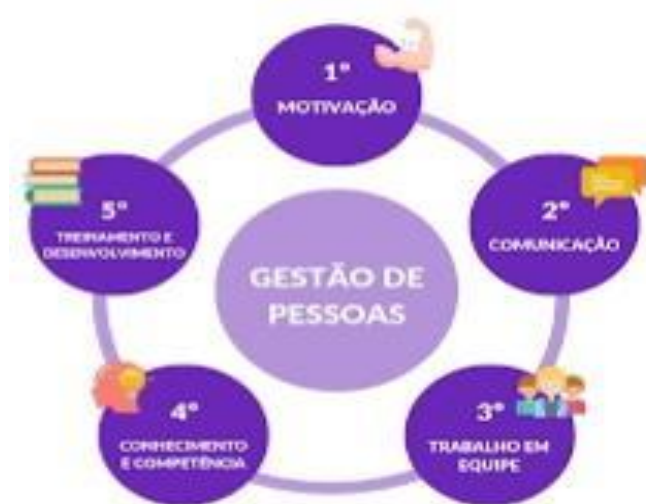 GESTÃO DE
PESSOAS
1º
MOTIVAÇÃO
2º
COMUNICAÇÃO
3º
TRABALHO EM
EQUIPE
4º
CONHECIMENTO
E COMPETÊNCIA
5º
TREINAMENTO E
DESENVOLVIMENTO